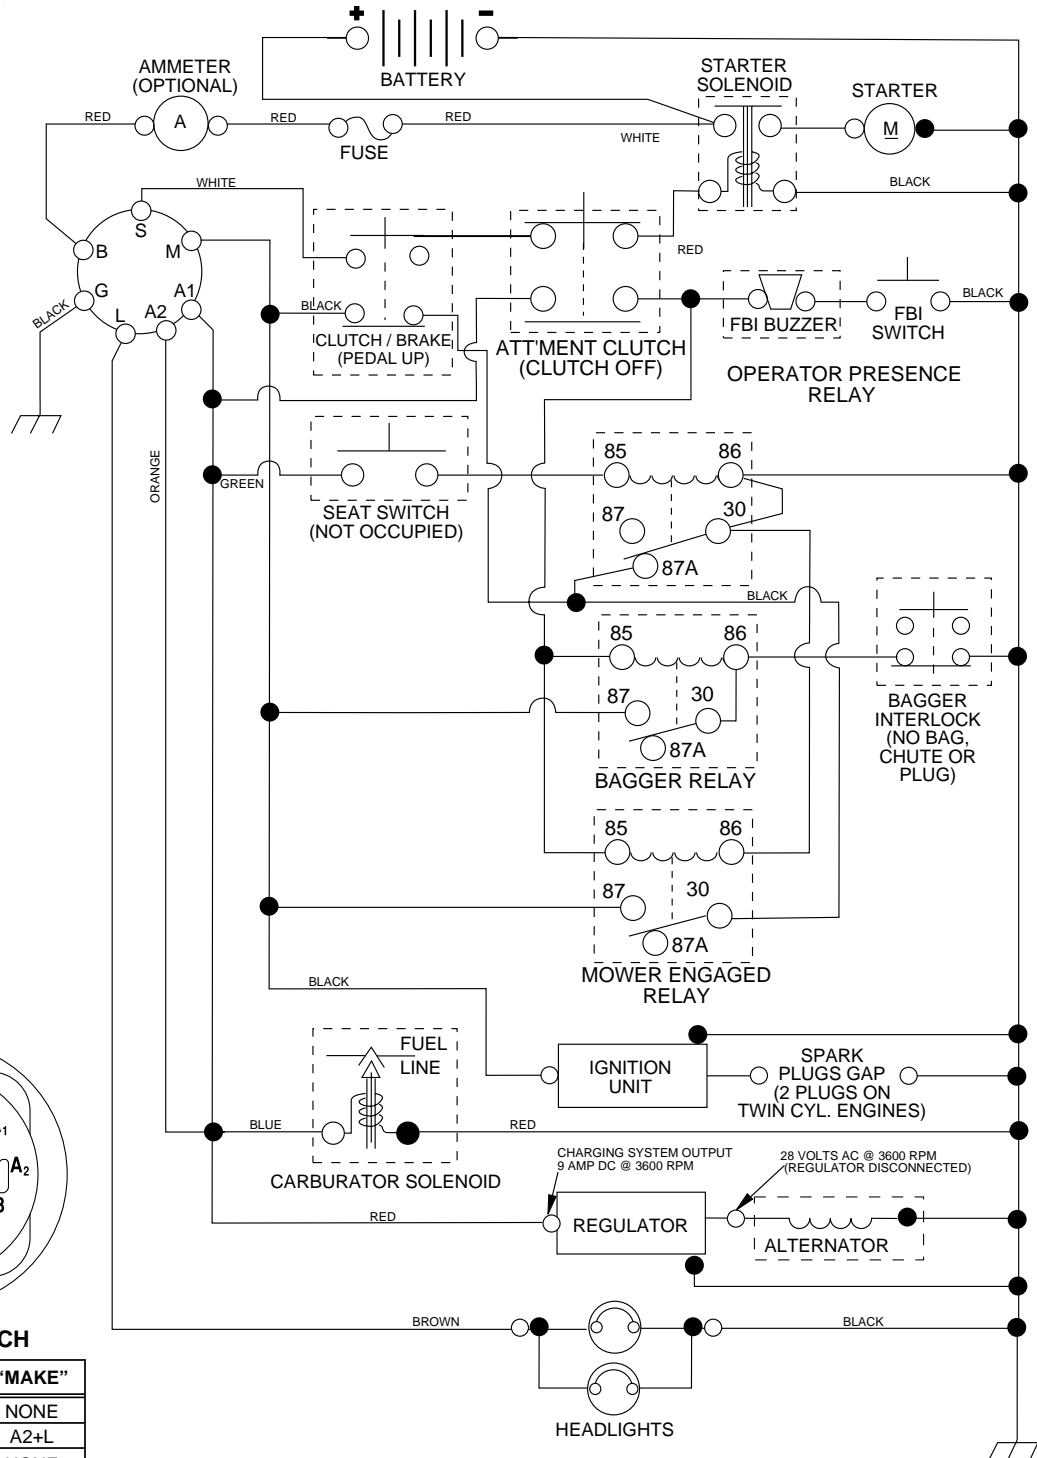 +
-
BATTERY
AMMETER
(OPTIONAL)
STARTER
SOLENOID
STARTER
RED
A
RED
RED
FUSE
WHITE
M
WHITE
BLACK
S
B
M
RED
G
A1
A2
L
BLACK
BLACK
CLUTCH / BRAKE
(PEDAL UP)
ATT'MENT CLUTCH
(CLUTCH OFF)
FBI BUZZER
FBI
SWITCH
BLACK
OPERATOR PRESENCE
RELAY
ORANGE
GREEN
SEAT SWITCH
(NOT OCCUPIED)
85
86
87
30
87A
BLACK
85
86
87
30
87A
BAGGER RELAY
BAGGER
INTERLOCK
(NO BAG,
CHUTE OR
PLUG)
85
86
87
30
87A
MOWER ENGAGED
RELAY
BLACK
FUEL
LINE
IGNITION
UNIT
SPARK
PLUGS GAP
(2 PLUGS ON
TWIN CYL. ENGINES)
BLUE
RED
CARBURATOR SOLENOID
CHARGING SYSTEM OUTPUT
9 AMP DC @ 3600 RPM
28 VOLTS AC @ 3600 RPM
(REGULATOR DISCONNECTED)
RED
REGULATOR
ALTERNATOR
A2
BROWN
BLACK
HEADLIGHTS
CH
"MAKE"
NONE
A2+L